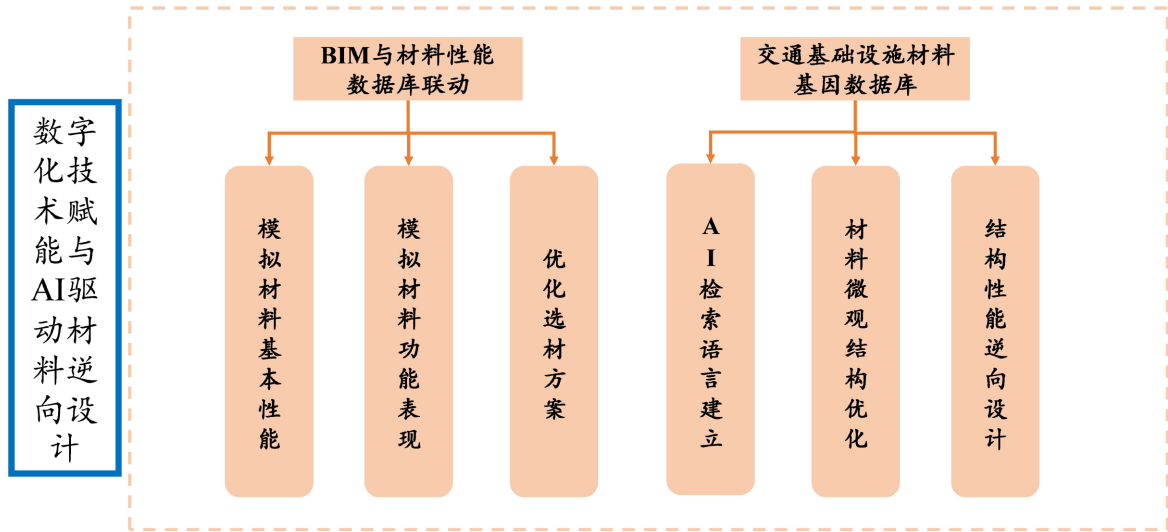 数字
化技
术赋
能与
AI驱
动材
料逆
向设
计
BIM与材料性能
数据库联动
交通基础设施材料
基因数据库
模拟材料基本性能
模拟材料功能表现
优化选材方案
AI检索语言建立
材料微观结构优化
结构性能逆向设计